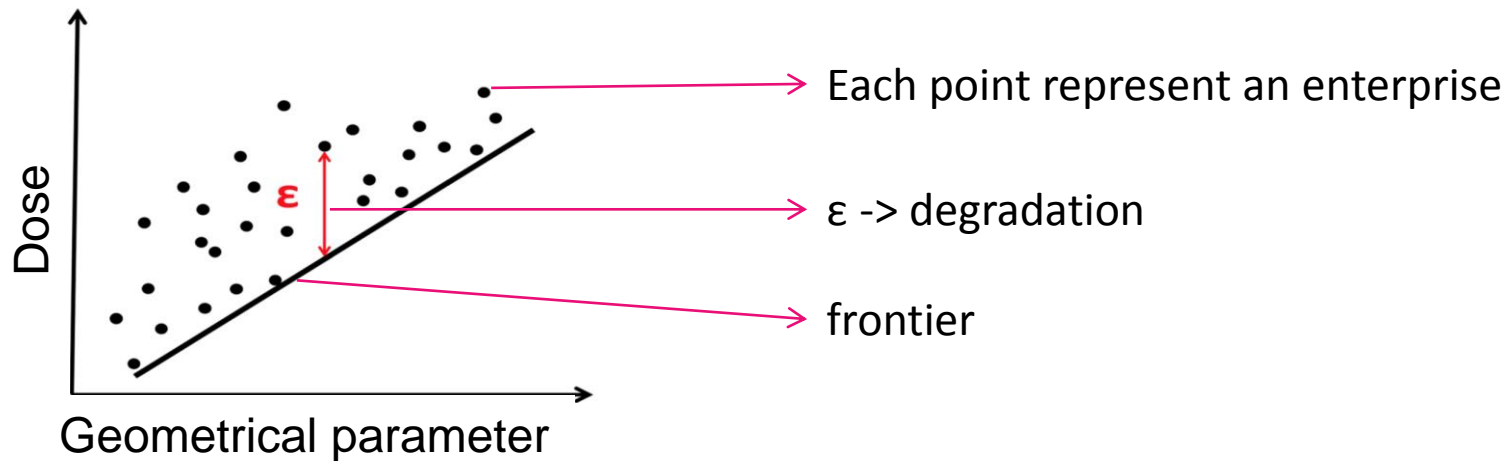 Each point represent an enterprise
Dose
ε
ε -> degradation
frontier
Geometrical parameter